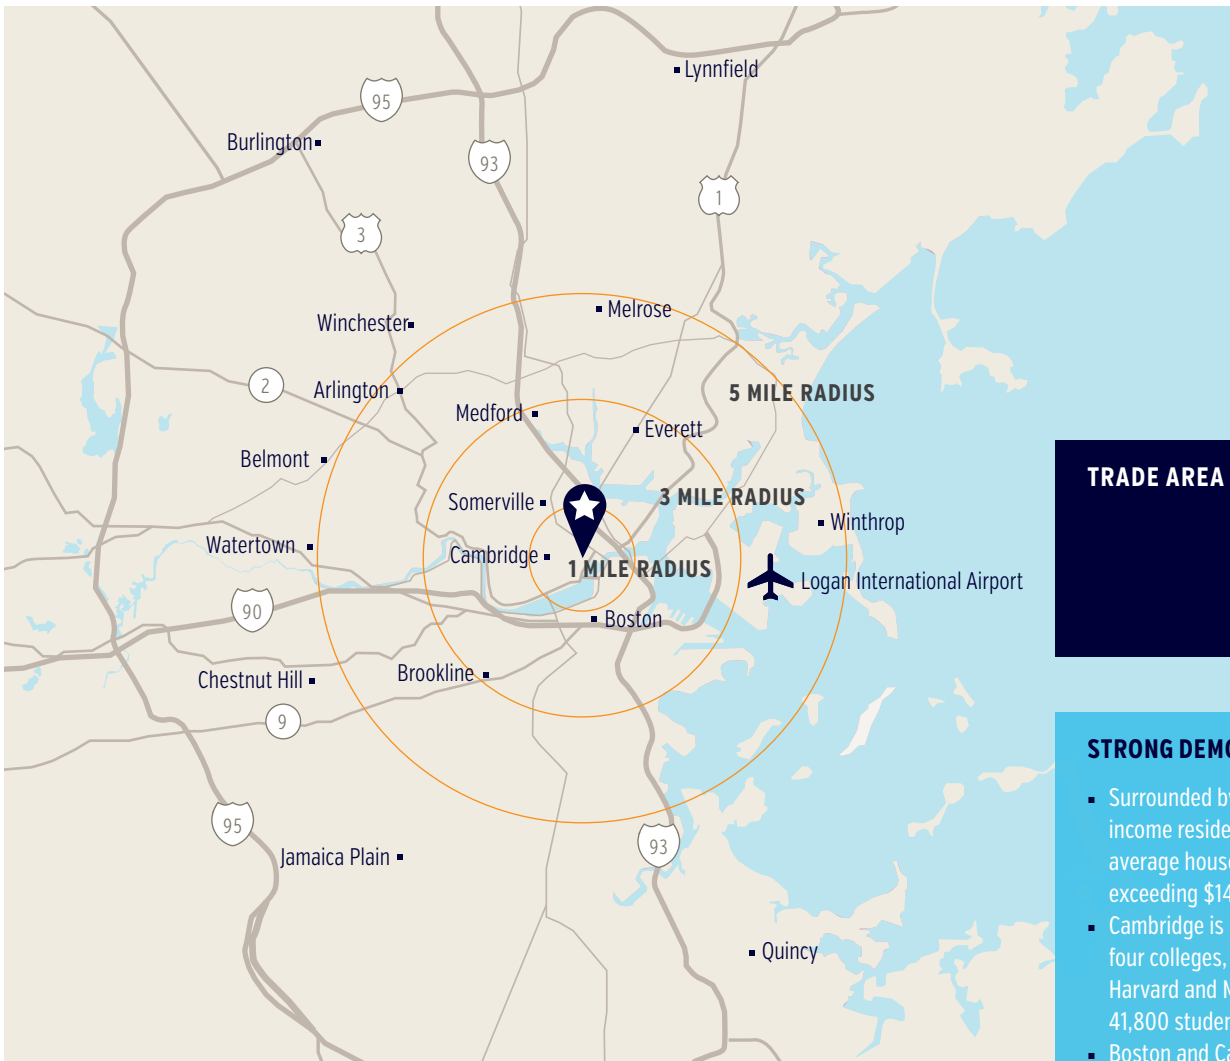 Lynnfield
95
Burlington
93
1
3
Melrose
Winchester
2
Arlington
5 MILE RADIUS
Medford
Everett
Belmont
TRADE AREA
3 MILE RADIUS
Somerville
Winthrop
Watertown
Cambridge
1 MILE RADIUS
Logan International Airport
90
Boston
Chestnut Hill
Brookline
9
STRONG DEMO
Surrounded by
income reside
average house
95
93
Jamaica Plain
exceeding $14
Cambridge is
four colleges,
Quincy
Harvard and M
41,800 studen
Boston and Ca